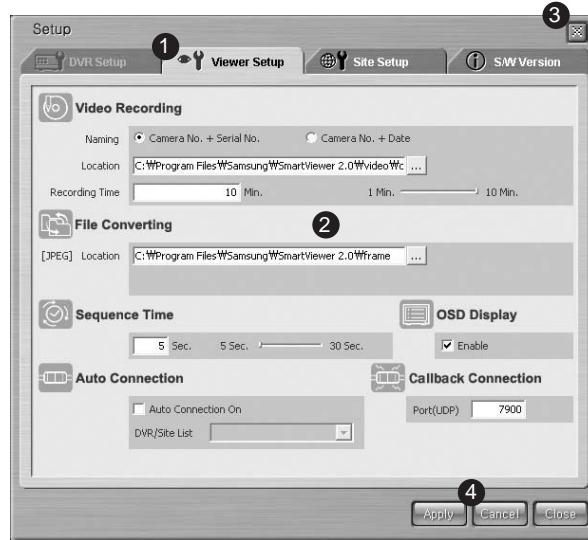 Setup
3
1
DVR Setup
Viewer Setup
Site Setup
S/W Version
Video Recording
Naming Camera No. + Serial No. Camera No. + Date
Location C:₩Program Files₩Samsung₩SmartViewer 2.0₩video₩c ...
Recording Time 10 Min. 1 Min. 10 Min.
File Converting
2
[JPEG] Location C:₩Program Files₩Samsung₩SmartViewer 2.0₩frame ...
Sequence Time
5 Sec. 5 Sec. 30 Sec.
OSD Display
Enable
Auto Connection
Auto Connection On
DVR/Site List
Callback Connection
Port(UDP) 7900
4
Apply Cancel Close